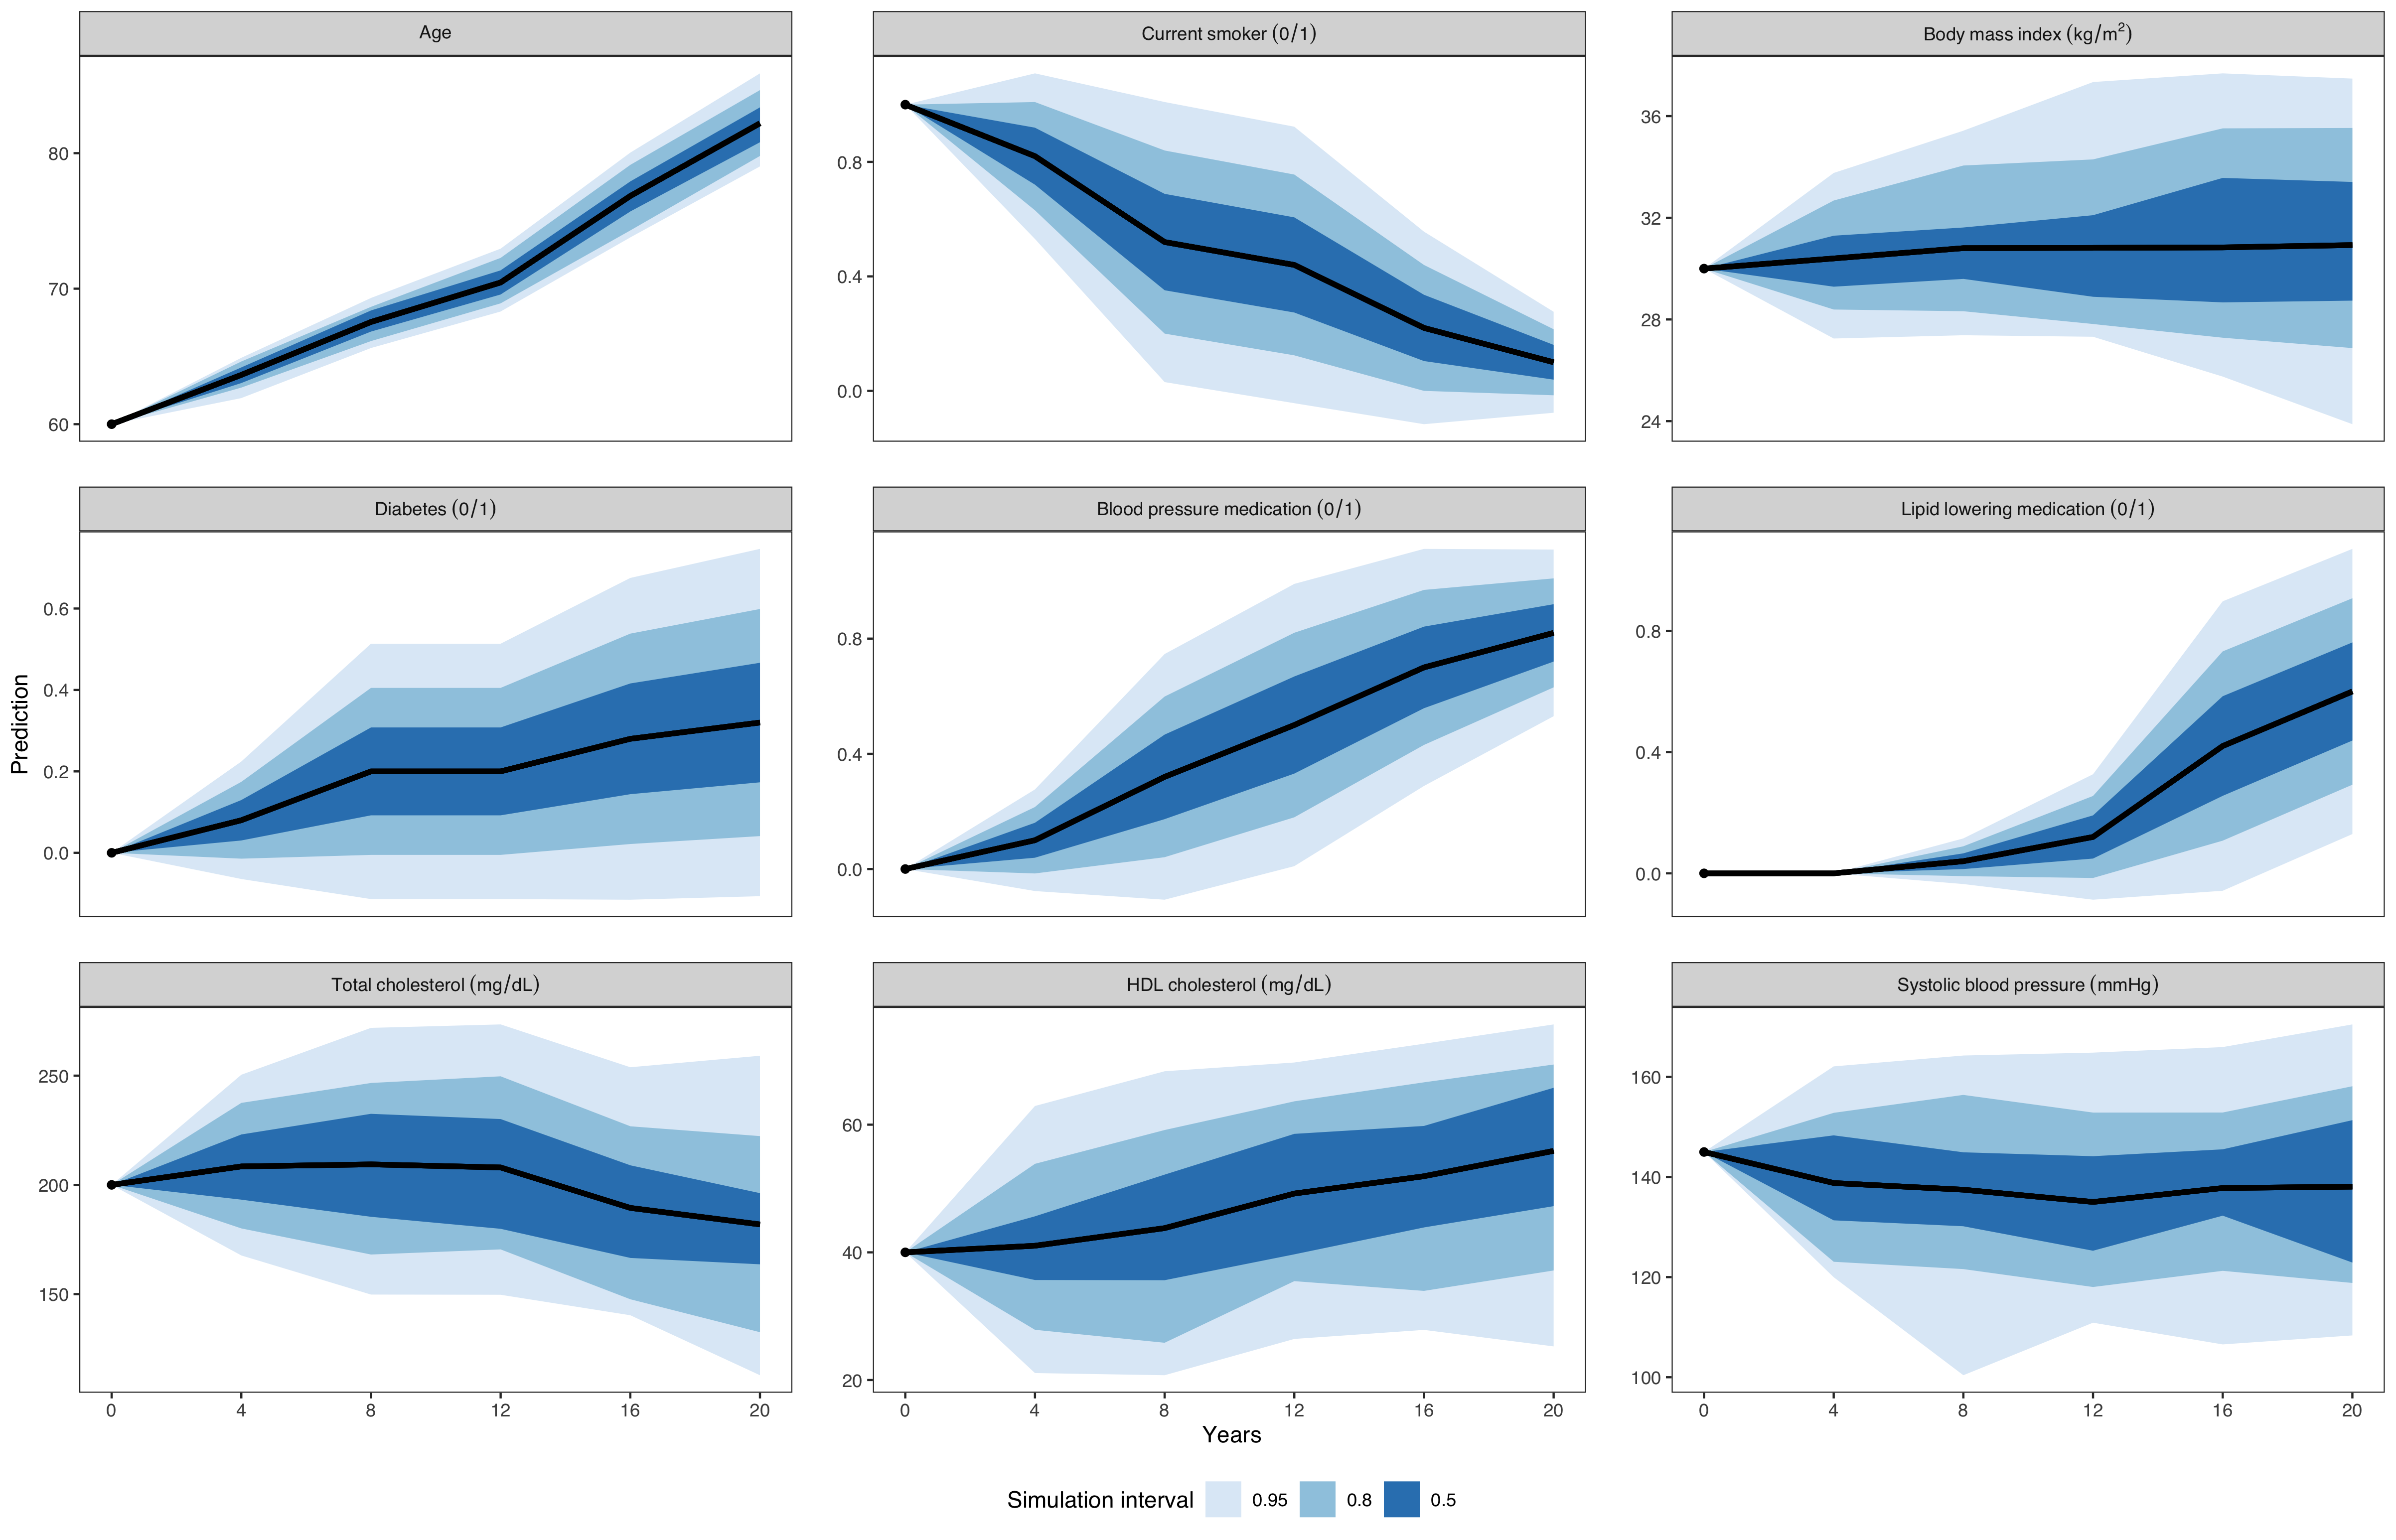 Age
Current smoker (0/1)
Body mass index (kg/m²)
80
70
60
0.8
0.4
0.0
36
32
28
24
Diabetes (0/1)
Blood pressure medication (0/1)
Lipid lowering medication (0/1)
Prediction
0.6
0.4
0.2
0.0
0.8
0.4
0.0
0.8
0.4
0.0
Total cholesterol (mg/dL)
HDL cholesterol (mg/dL)
Systolic blood pressure (mmHg)
250
200
150
60
40
20
160
140
120
100
0 4 8 12 16 20
0 4 8 12 16 20
0 4 8 12 16 20
Years
Simulation interval 0.95 0.8 0.5